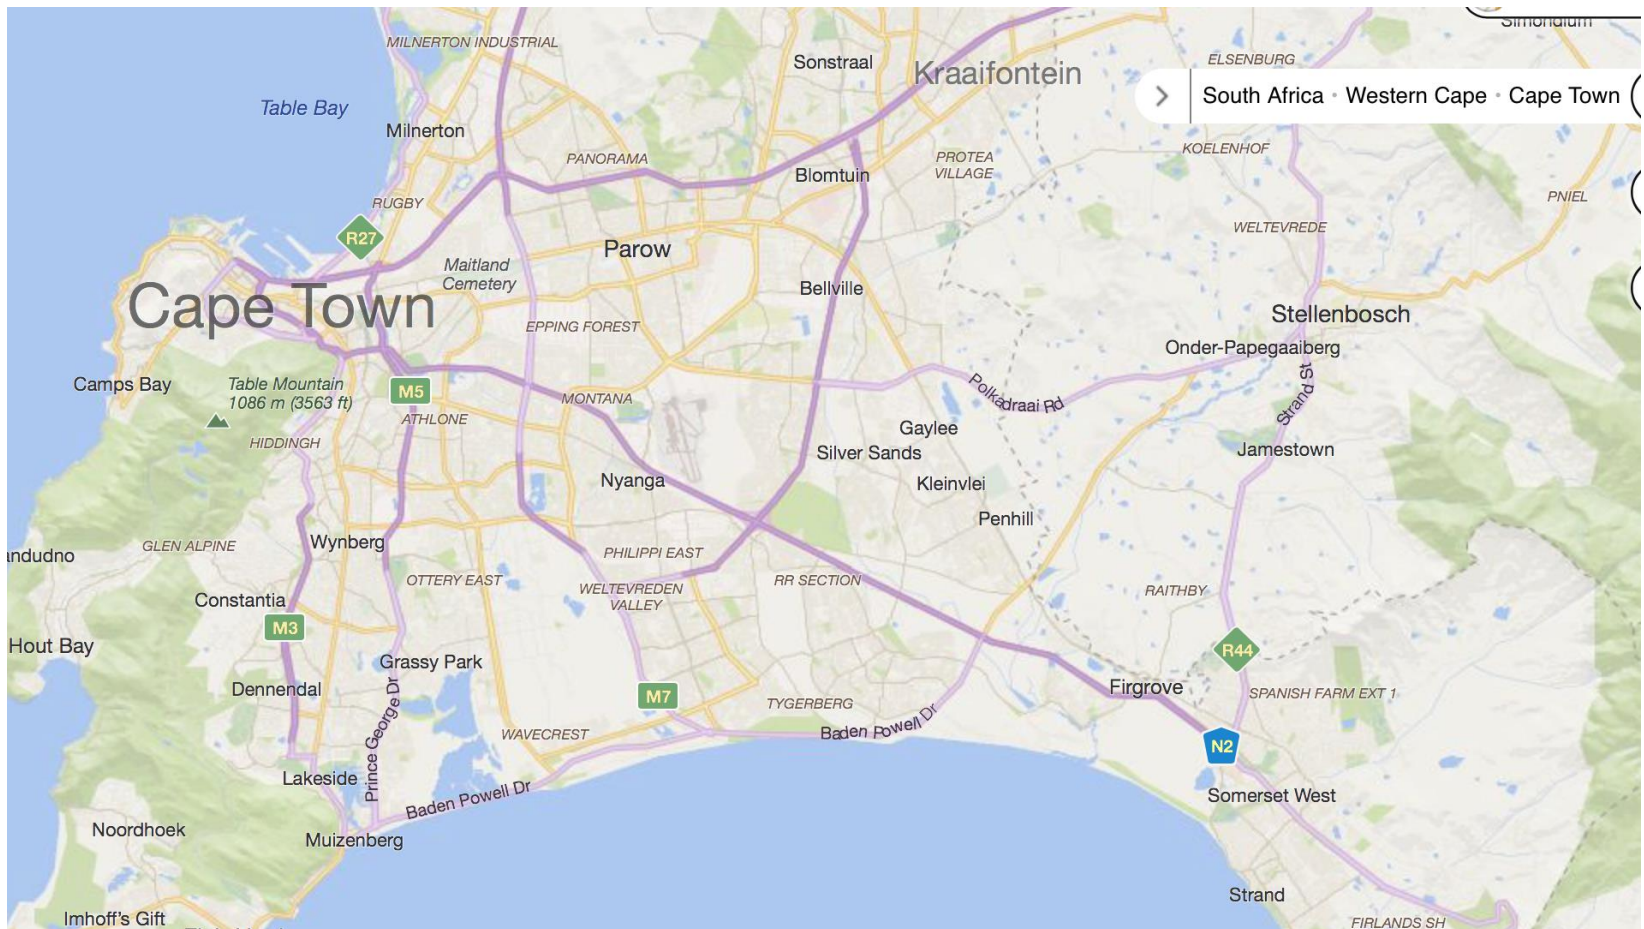 Simondium
MILNERTON INDUSTRIAL
Sonstraal
Kraaifontein
ELSENBURG
South Africa • Western Cape • Cape Town
Table Bay
Milnerton
PANORAMA
PROTEA
VILLAGE
KOELENHOF
Blomtuin
PNIEL
RUGBY
R27
WELTEVREDE
Parow
Maitland
Cemetery
Bellville
Cape Town
EPPING FOREST
Stellenbosch
Onder-Papegaaiberg
Camps Bay
Table Mountain
1086 m (3563 ft)
M5
MONTANA
Polkadraai Rd
Strand St
ATHLONE
HIDDINGH
Gaylee
Silver Sands
Jamestown
Nyanga
Kleinvlei
Penhill
GLEN ALPINE
Wynberg
andudno
PHILIPPI EAST
OTTERY EAST
WELTEVREDEN
VALLEY
RR SECTION
RAITHBY
Constantia
M3
Hout Bay
Grassy Park
R44
Dennendal
M7
Firgrove
SPANISH FARM EXT 1
TYGERBERG
Prince George Dr
WAVECREST
Baden Powell Dr
N2
Lakeside
Baden Powell Dr
Somerset West
Noordhoek
Muizenberg
Strand
Imhoff's Gift
FIRLANDS SH